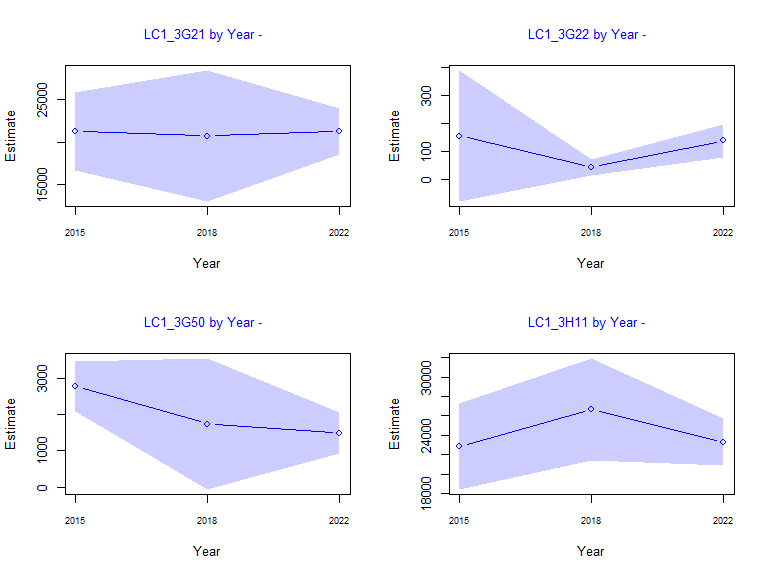 LC1_3G21 by Year -
Estimate
15000
25000
2015
2018
2022
Year
LC1_3G22 by Year -
Estimate
0
100
300
2015
2018
2022
Year
LC1_3G50 by Year -
Estimate
0
1000
3000
2015
2018
2022
Year
LC1_3H11 by Year -
Estimate
18000
24000
30000
2015
2018
2022
Year